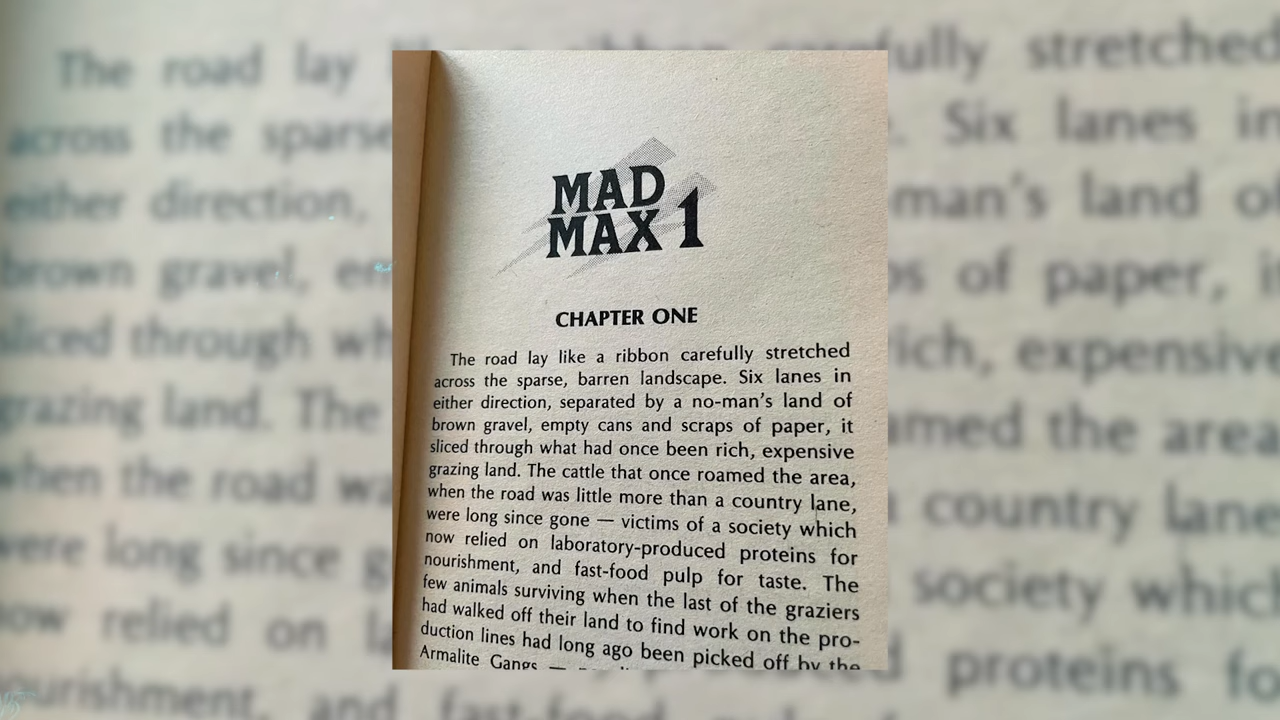 MAD
MAX 1
CHAPTER ONE
The road lay like a ribbon carefully stretched
across the sparse, barren landscape. Six lanes in
either direction, separated by a no-man's land of
brown gravel, empty cans and scraps of paper, it
sliced through what had once been rich, expensive
grazing land. The cattle that once roamed the area,
when the road was little more than a country lane,
were long since gone — victims of a society which
now relied on laboratory-produced proteins for
nourishment, and fast-food pulp for taste. The
few animals surviving when the last of the graziers
had walked off their land to find work on the pro-
duction lines had long ago been picked off by the
Armalite Gangs —